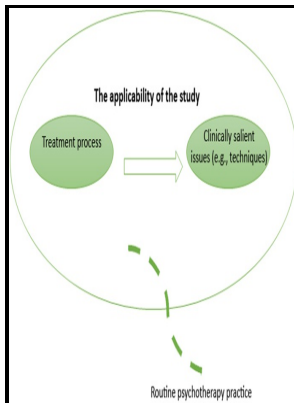 The applicability of the study
Treatment process
Clinically salient
issues (e.g., techniques)
Routine psychotherapy practice